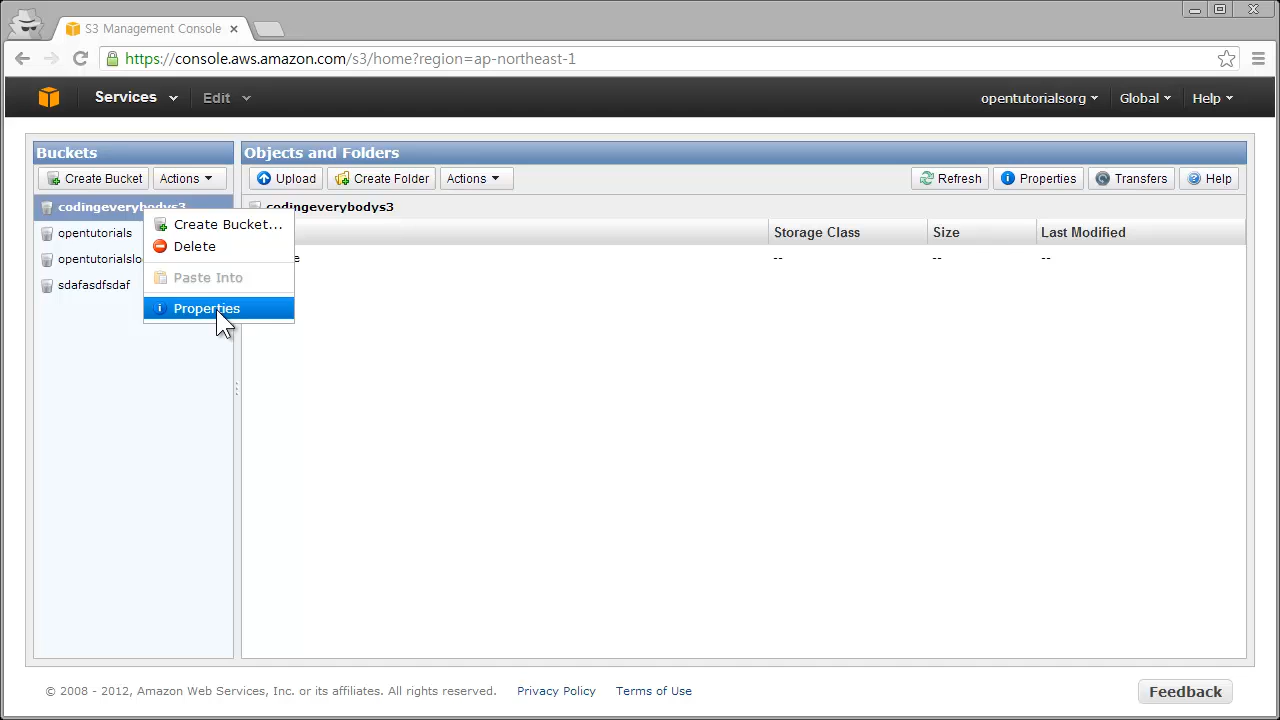 S3 Management Console
https://console.aws.amazon.com/s3/home?region=ap-northeast-1
Services Edit opentutorialsorg Global Help
Buckets
Create Bucket Actions
codingeverybodys3
opentutorials
opentutorialslo
sdafasdfsdaf
Create Bucket...
Delete
Paste Into
Properties
Objects and Folders
Upload Create Folder Actions Refresh Properties Transfers Help
codingeverybodys3
Storage Class Size Last Modified
-- -- --
© 2008 - 2012, Amazon Web Services, Inc. or its affiliates. All rights reserved. Privacy Policy Terms of Use
Feedback